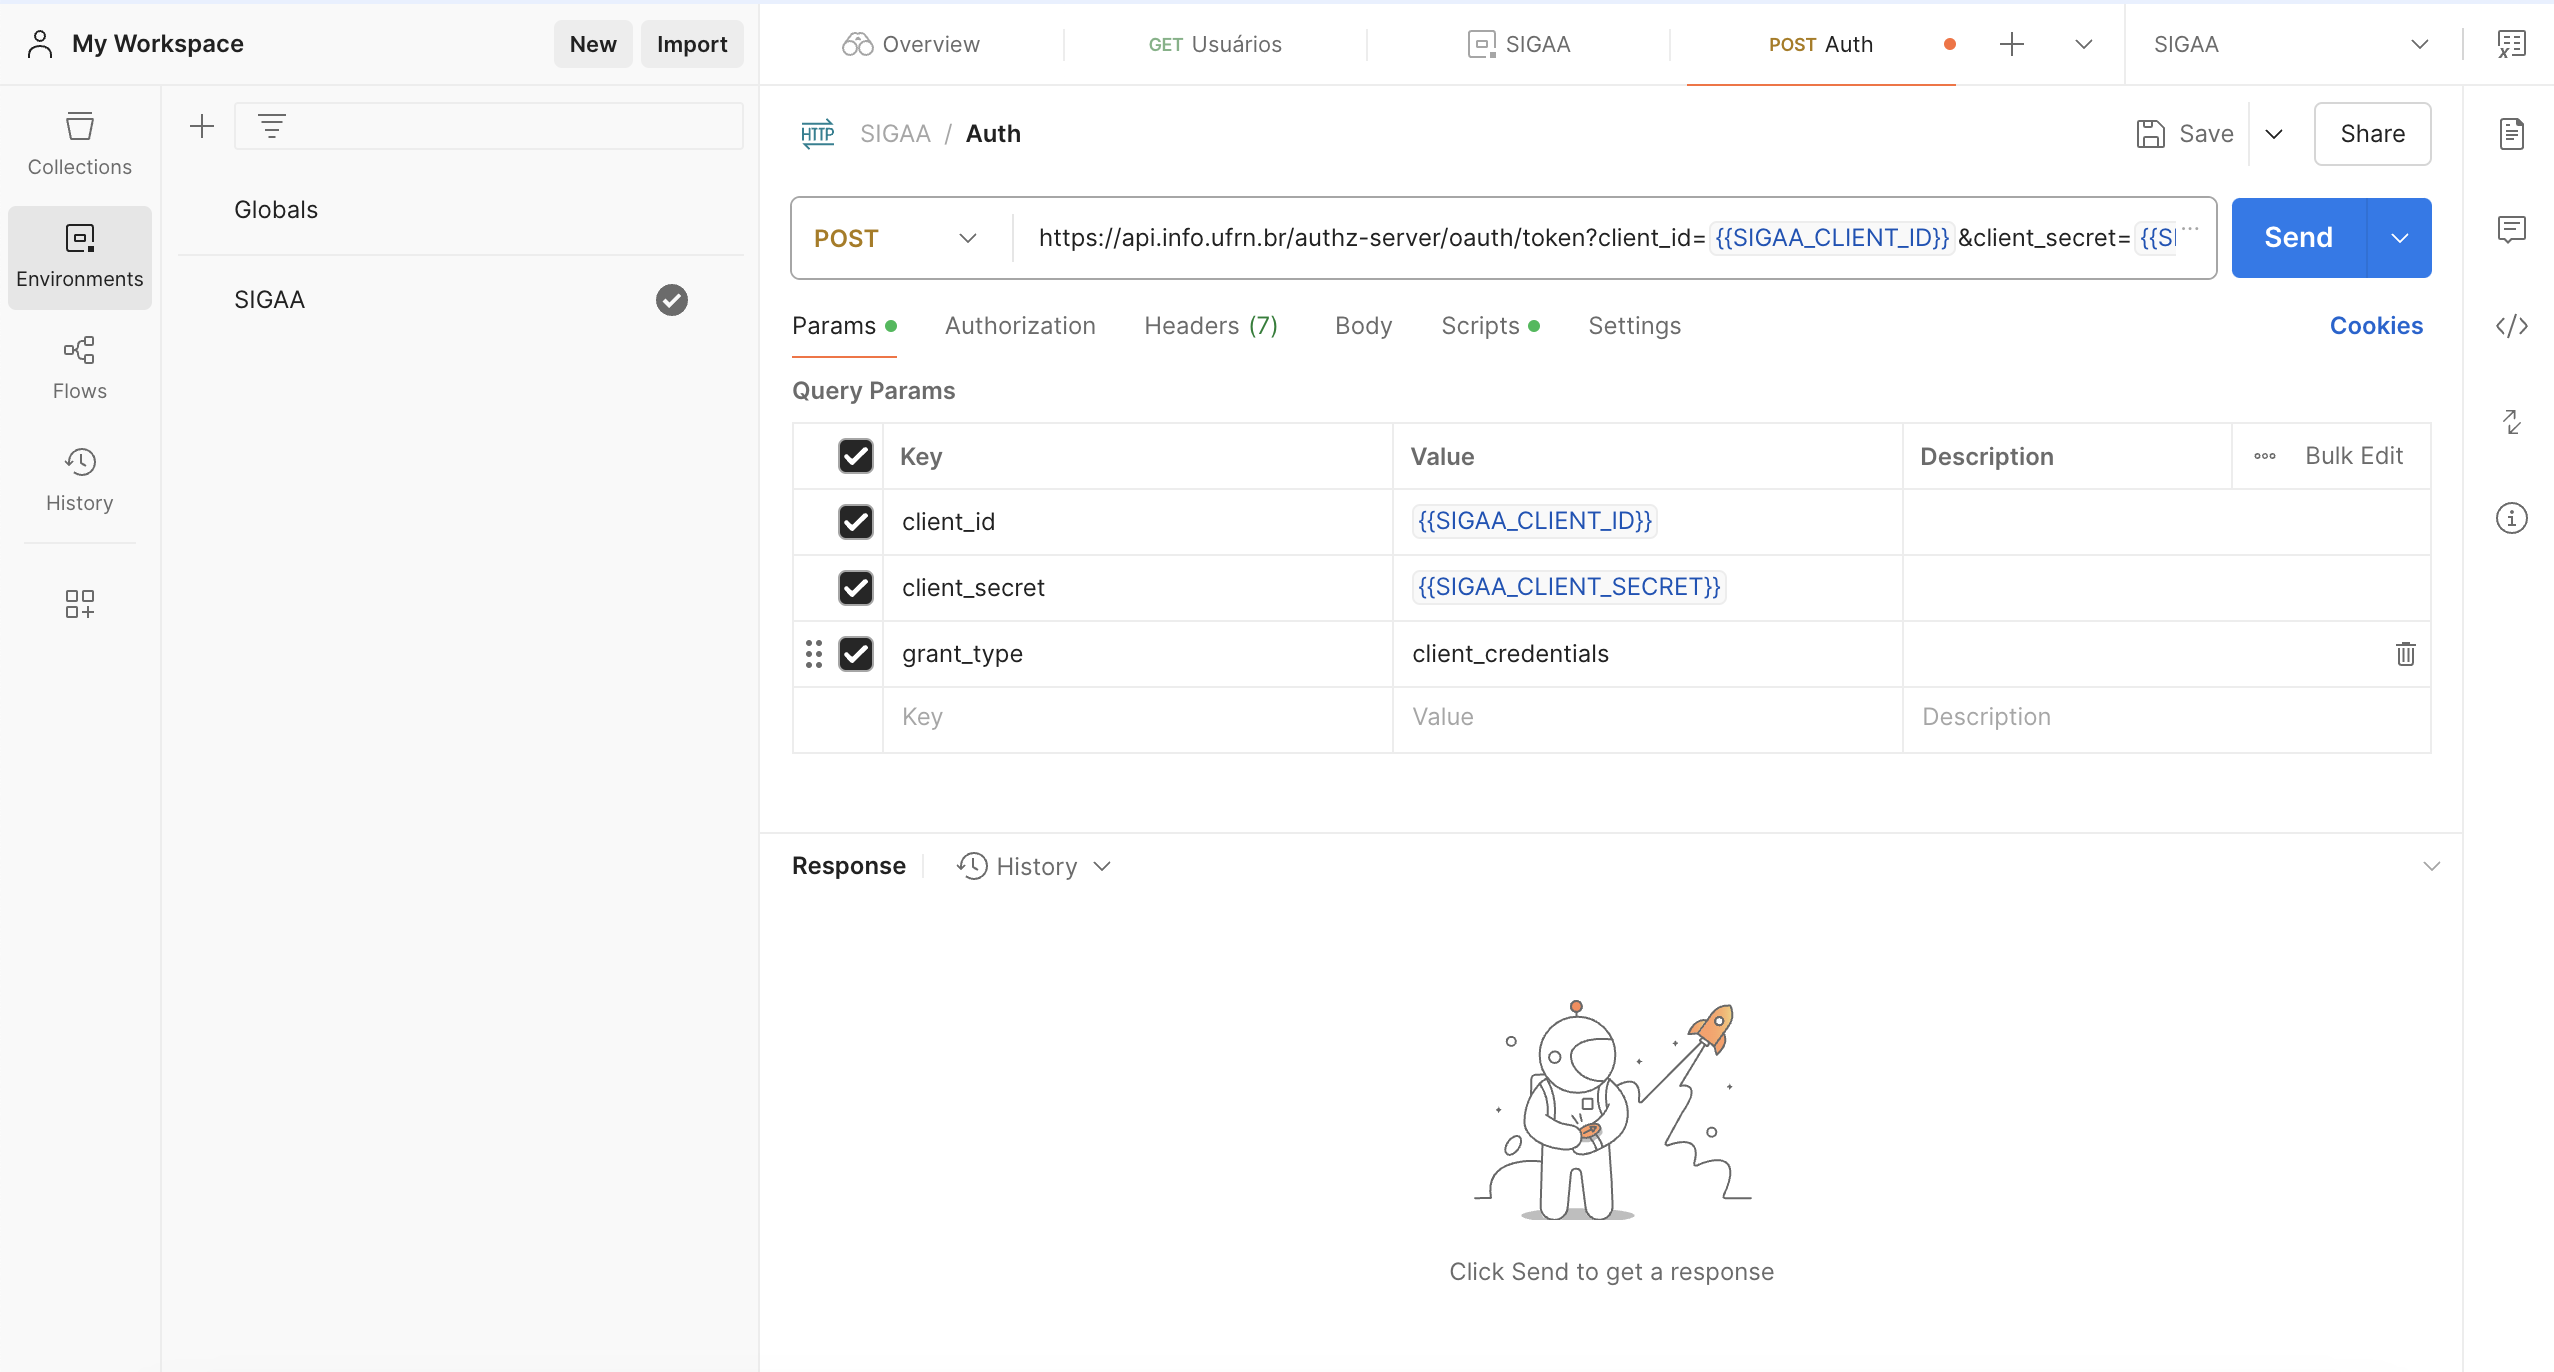 My Workspace
New
Import
Overview
GET Usuários
SIGAA
POST Auth
SIGAA
Collections
Environments
Flows
History
Globals
SIGAA
HTTP SIGAA / Auth
Save
Share
POST
https://api.info.ufrn.br/authz-server/oauth/token?client_id={{SIGAA_CLIENT_ID}}&client_secret={{SI
Send
Params
Authorization
Headers (7)
Body
Scripts
Settings
Cookies
Query Params
Key Value Description Bulk Edit
client_id {{SIGAA_CLIENT_ID}}
client_secret {{SIGAA_CLIENT_SECRET}}
grant_type client_credentials
Key Value Description
Response
History
Click Send to get a response